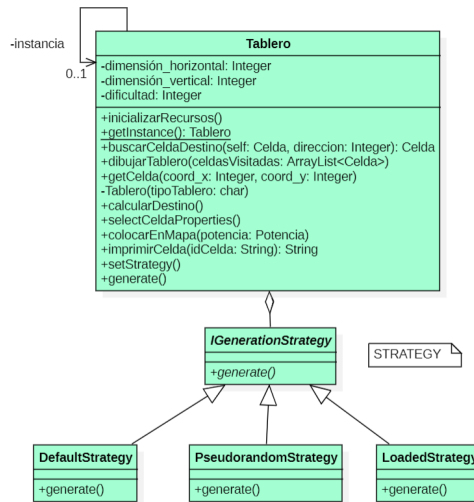 Tablero
-instancia
0..1
-dimensión_horizontal: Integer
-dimensión_vertical: Integer
-dificultad: Integer
+inicializarRecursos()
+getInstance(): Tablero
+buscarCeldaDestino(self: Celda, direccion: Integer): Celda
+dibujarTablero(celdasVisitadas: ArrayList<Celda>)
+getCelda(coord_x: Integer, coord_y: Integer)
-Tablero(tipoTablero: char)
+calcularDestino()
+selectCeldaProperties()
+colocarEnMapa(potencia: Potencia)
+imprimirCelda(idCelda: String): String
+setStrategy()
+generate()
IGenerationStrategy
+generate()
STRATEGY
DefaultStrategy
+generate()
PseudorandomStrategy
+generate()
LoadedStrategy
+generate()